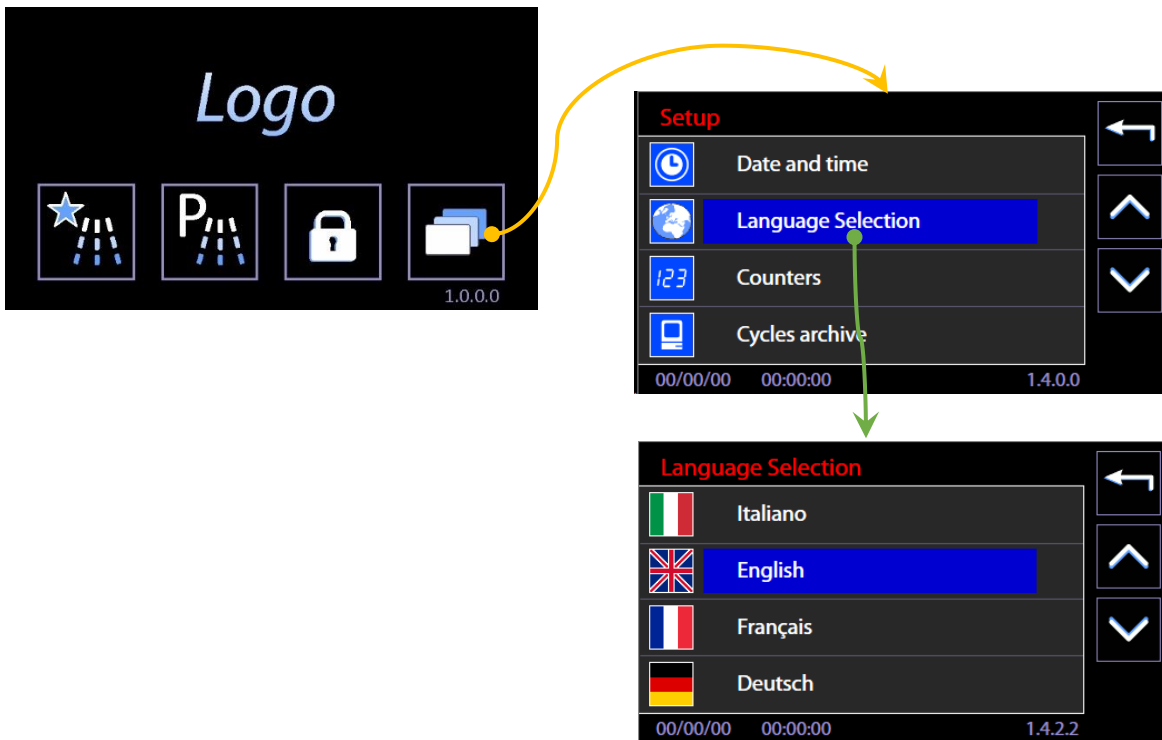 Logo
P
1.0.0.0
Setup
Date and time
Language Selection
123
Counters
Cycles archive
00/00/00 00:00:00 1.4.0.0
Language Selection
Italiano
English
Français
Deutsch
00/00/00 00:00:00 1.4.2.2